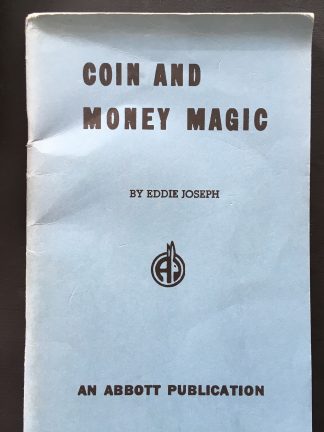 COIN AND
MONEY MAGIC
BY EDDIE JOSEPH
AN ABBOTT PUBLICATION